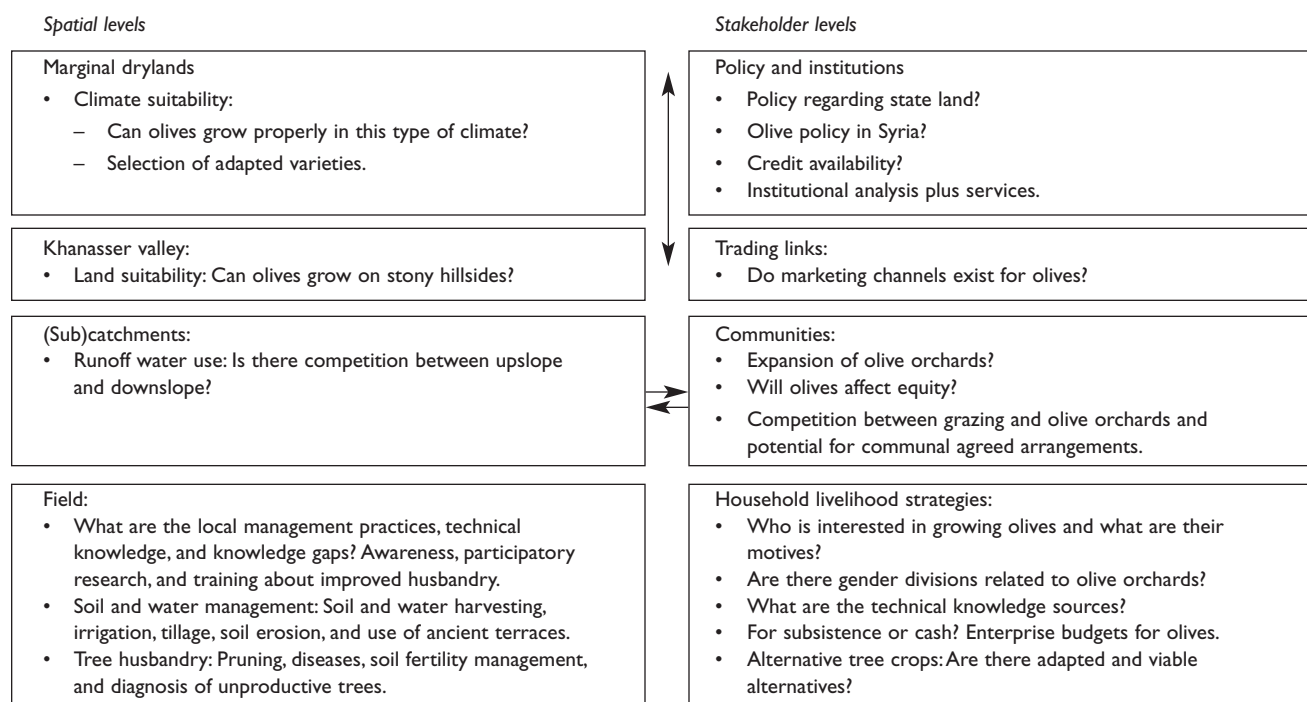 Spatial levels
Marginal drylands
• Climate suitability:
– Can olives grow properly in this type of climate?
– Selection of adapted varieties.
Khanasser valley:
• Land suitability: Can olives grow on stony hillsides?
(Sub)catchments:
• Runoff water use: Is there competition between upslope
and downslope?
Field:
• What are the local management practices, technical
knowledge, and knowledge gaps? Awareness, participatory
research, and training about improved husbandry.
• Soil and water management: Soil and water harvesting,
irrigation, tillage, soil erosion, and use of ancient terraces.
• Tree husbandry: Pruning, diseases, soil fertility management,
and diagnosis of unproductive trees.
Stakeholder levels
Policy and institutions
• Policy regarding state land?
• Olive policy in Syria?
• Credit availability?
• Institutional analysis plus services.
Trading links:
• Do marketing channels exist for olives?
Communities:
• Expansion of olive orchards?
• Will olives affect equity?
• Competition between grazing and olive orchards and
potential for communal agreed arrangements.
Household livelihood strategies:
• Who is interested in growing olives and what are their
motives?
• Are there gender divisions related to olive orchards?
• What are the technical knowledge sources?
• For subsistence or cash? Enterprise budgets for olives.
• Alternative tree crops: Are there adapted and viable
alternatives?